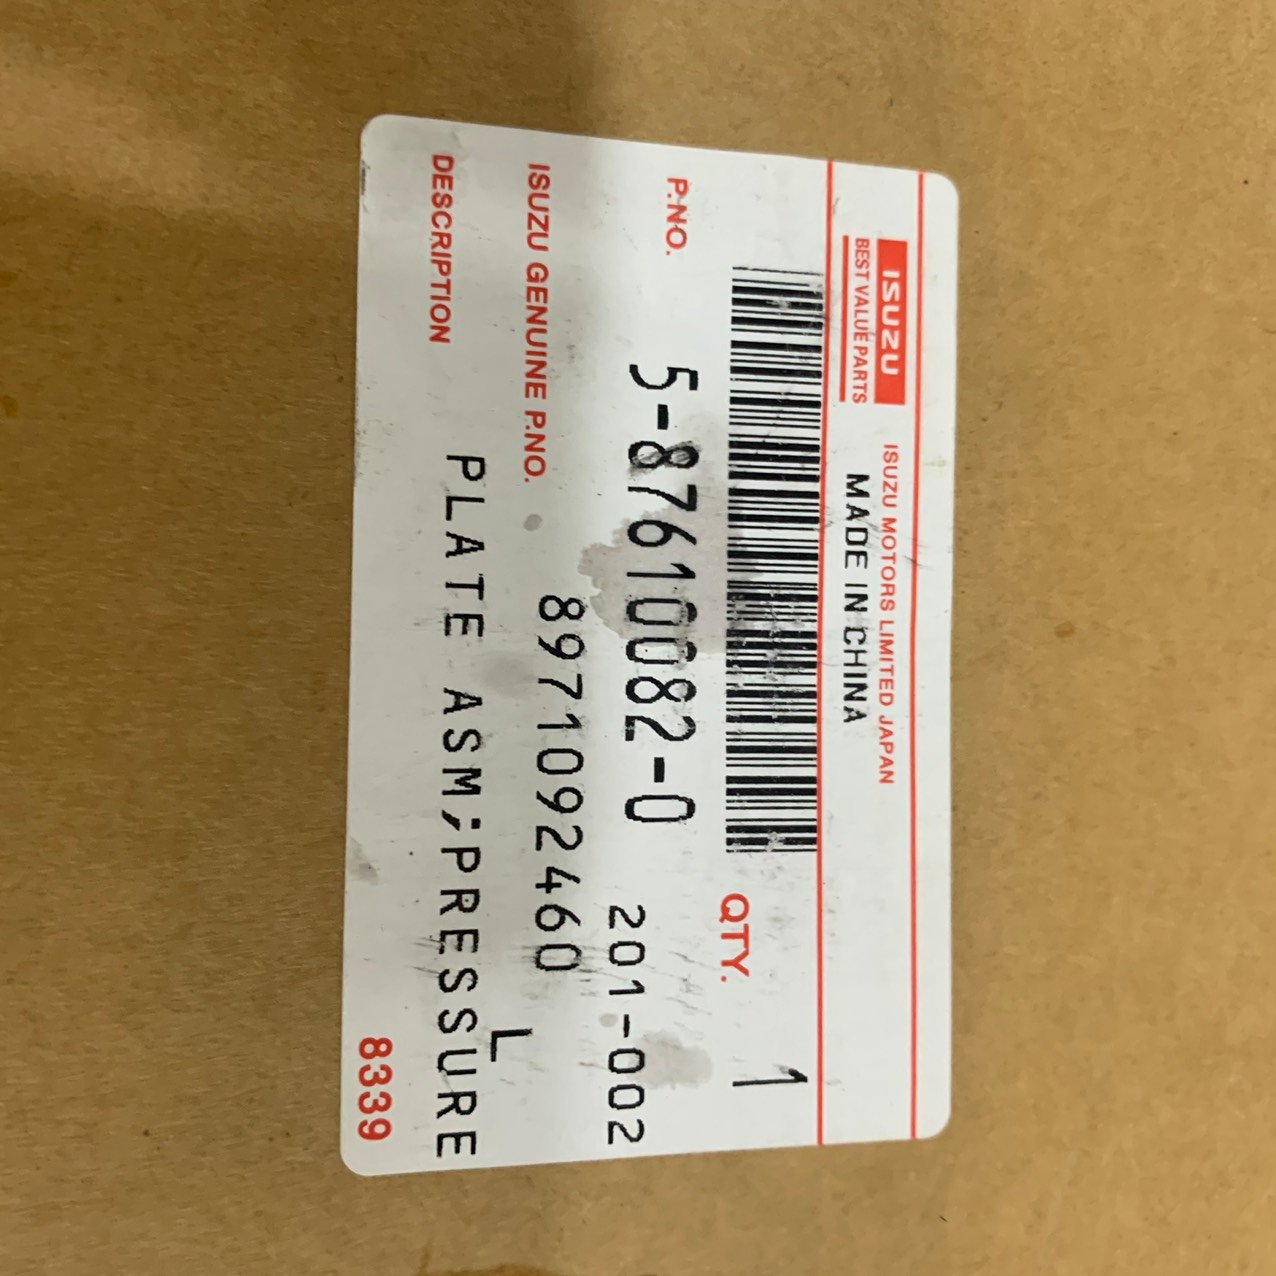 ISUZU
BEST VALUE PARTS
ISUZU MOTORS LIMITED JAPAN
MADE IN CHINA
QTY. 1
P.NO. 5-87610082-0
201-002
ISUZU GENUINE P.NO. 8971092460
L
DESCRIPTION PLATE ASM;PRESSURE
8339